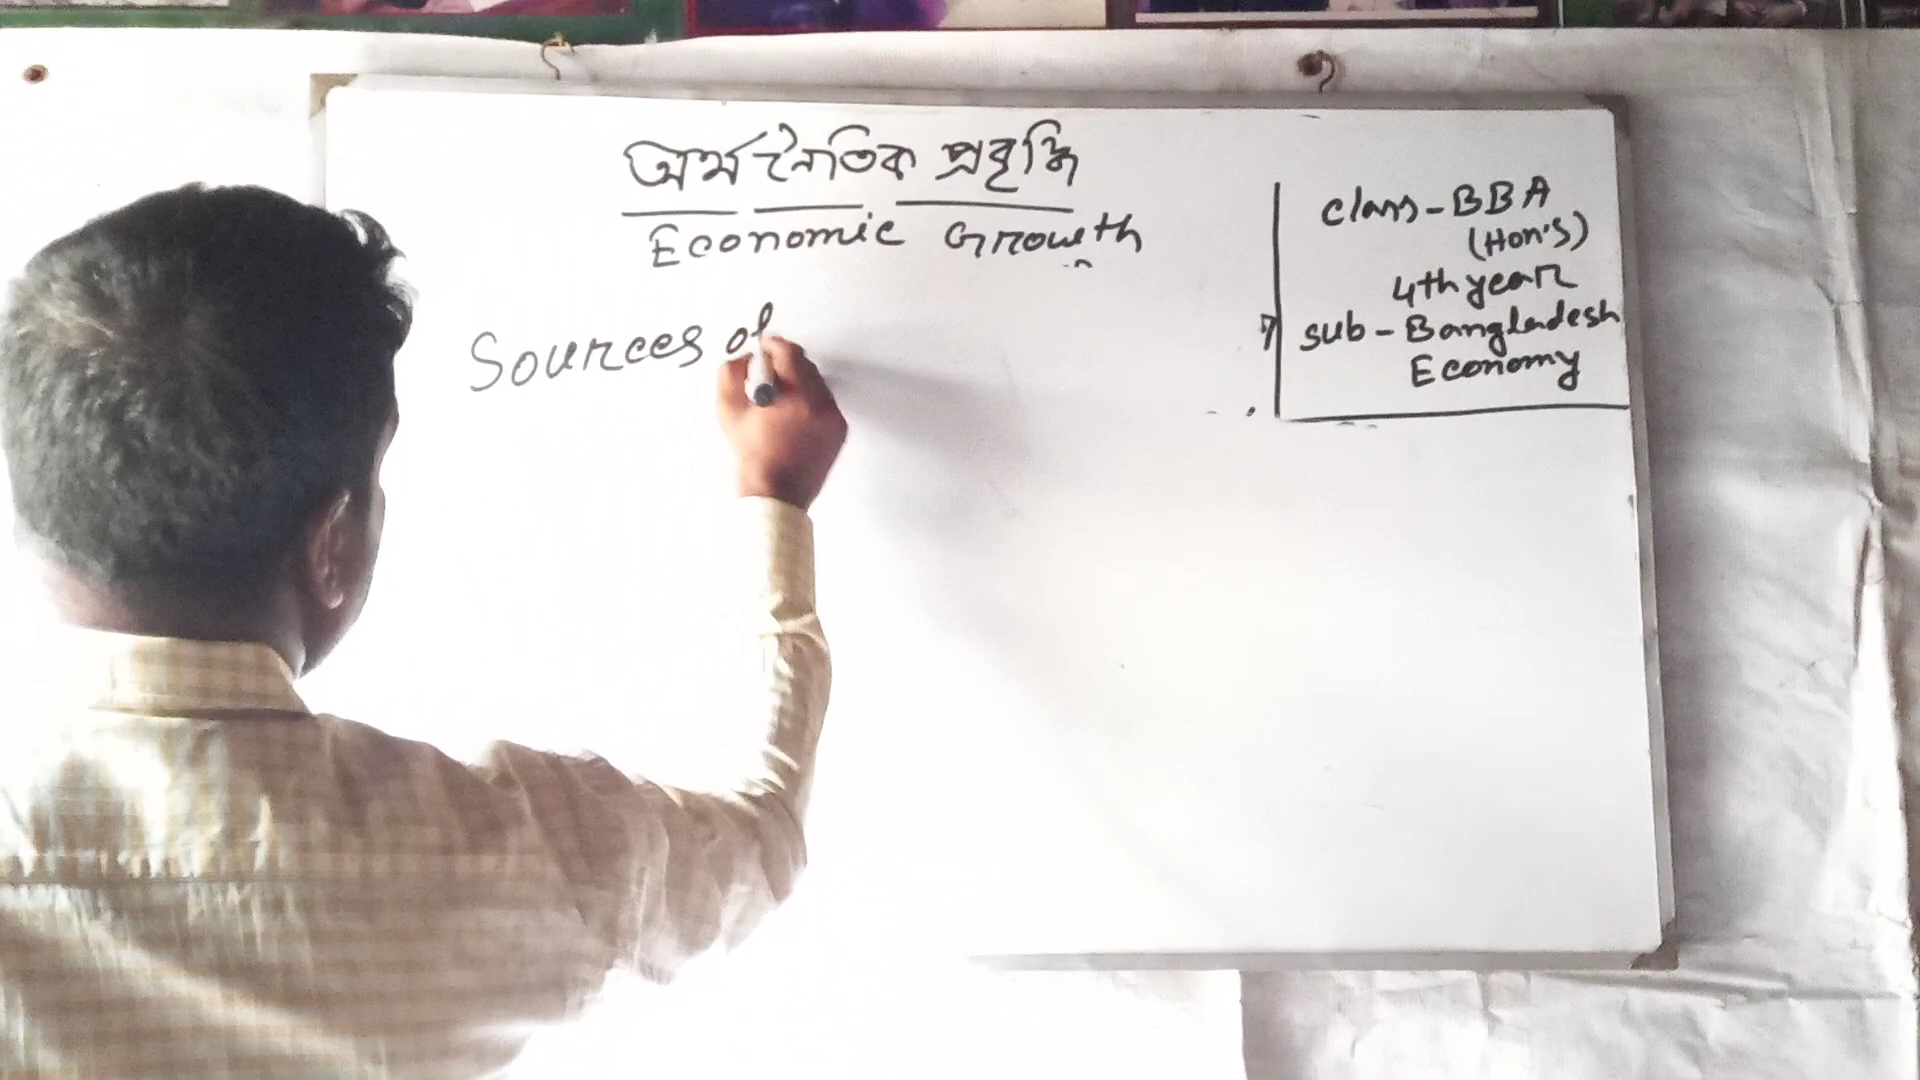 অর্থনৈতিক প্রবৃদ্ধি
Economic Growth
Sources of
class-BBA
(Hon's)
4th year
sub-Bangladesh
Economy